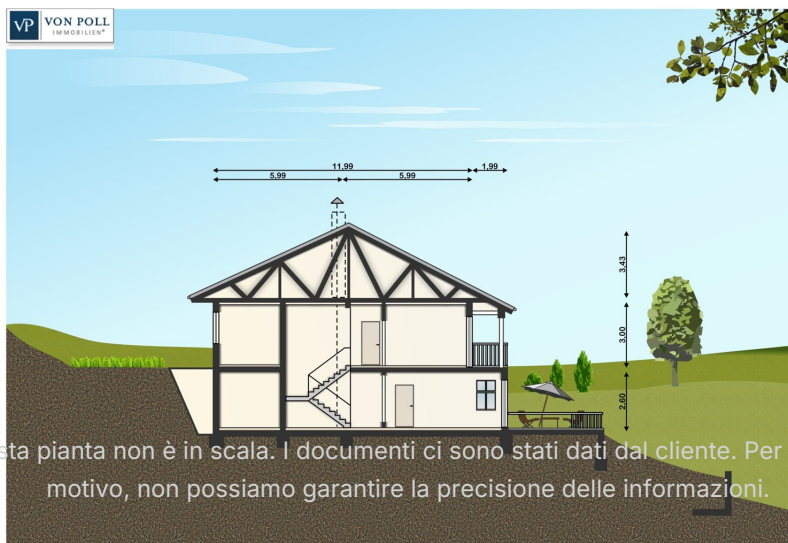 VP VON POLL
IMMOBILIEN®
11,99
1,99
5,99
5,99
3,43
3,00
2,60
sta pianta non è in scala. I documenti ci sono stati dati dal cliente. Per
motivo, non possiamo garantire la precisione delle informazioni.